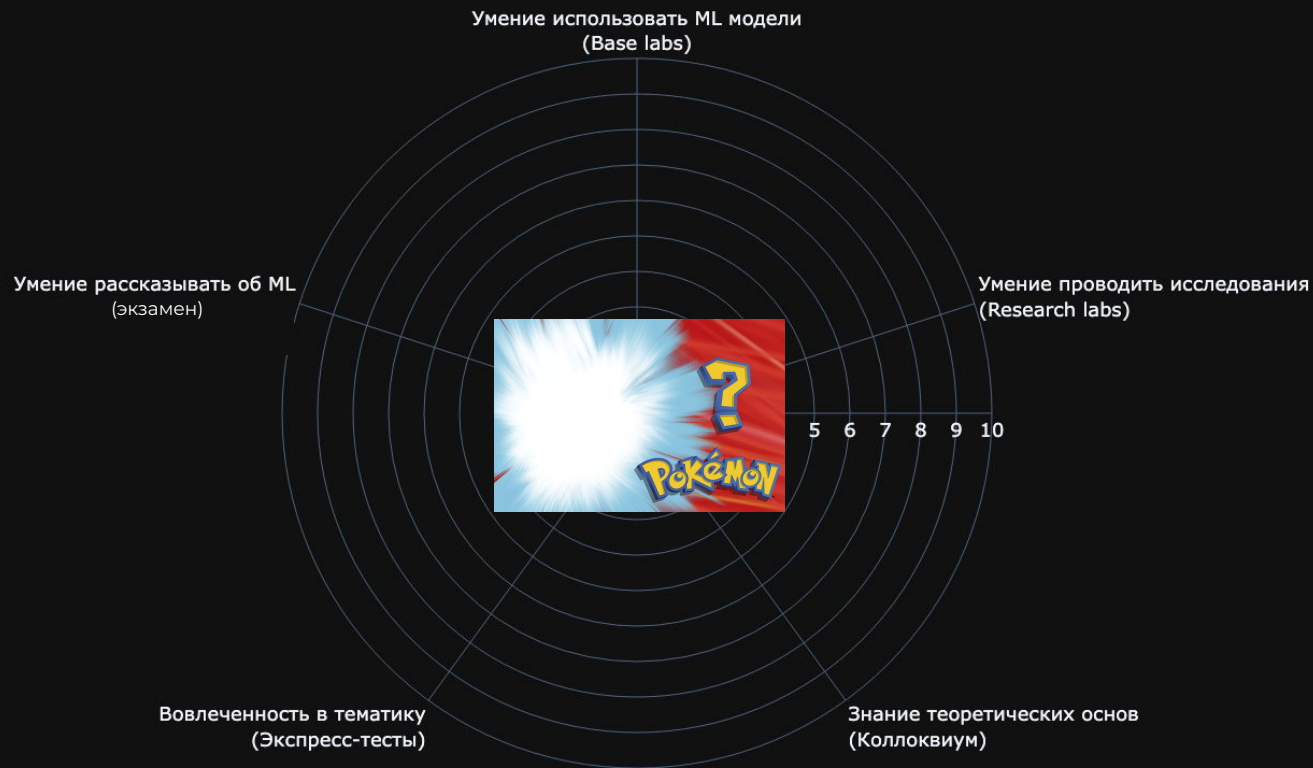 Умение использовать ML модели
(Base labs)
Умение рассказывать об ML
(экзамен)
Умение проводить исследования
(Research labs)
?
POKéMON
5 6 7 8 9 10
Вовлеченность в тематику
(Экспресс-тесты)
Знание теоретических основ
(Коллоквиум)